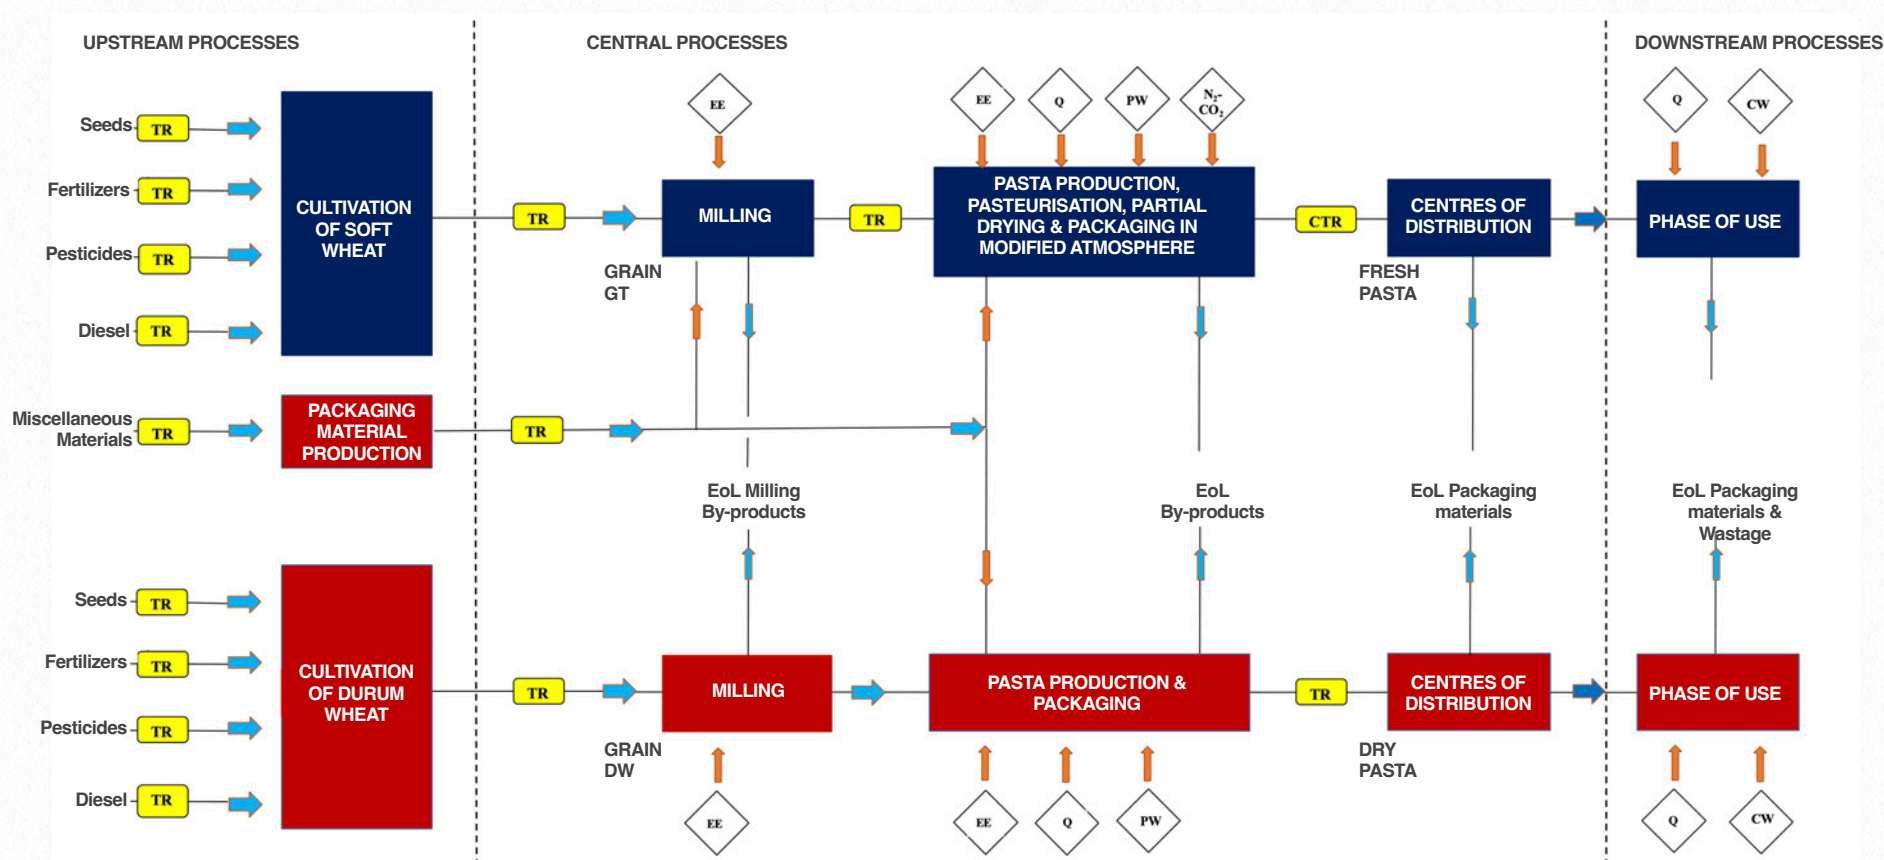 UPSTREAM PROCESSES
CENTRAL PROCESSES
DOWNSTREAM PROCESSES
EE
EE
Q
PW
N₂-
CO₂
Q
CW
Seeds
TR
Fertilizers
TR
Pesticides
TR
Diesel
TR
CULTIVATION
OF SOFT
WHEAT
TR
MILLING
GRAIN
GT
TR
PASTA PRODUCTION,
PASTEURISATION, PARTIAL
DRYING & PACKAGING IN
MODIFIED ATMOSPHERE
CTR
CENTRES OF
DISTRIBUTION
FRESH
PASTA
PHASE OF USE
Miscellaneous
Materials
TR
PACKAGING
MATERIAL
PRODUCTION
TR
EoL Milling
By-products
EoL
By-products
EoL Packaging
materials
EoL Packaging
materials &
Wastage
Seeds
TR
Fertilizers
TR
Pesticides
TR
Diesel
TR
CULTIVATION
OF DURUM
WHEAT
TR
MILLING
GRAIN
DW
PASTA PRODUCTION &
PACKAGING
TR
CENTRES OF
DISTRIBUTION
DRY
PASTA
PHASE OF USE
EE
EE
Q
PW
Q
CW